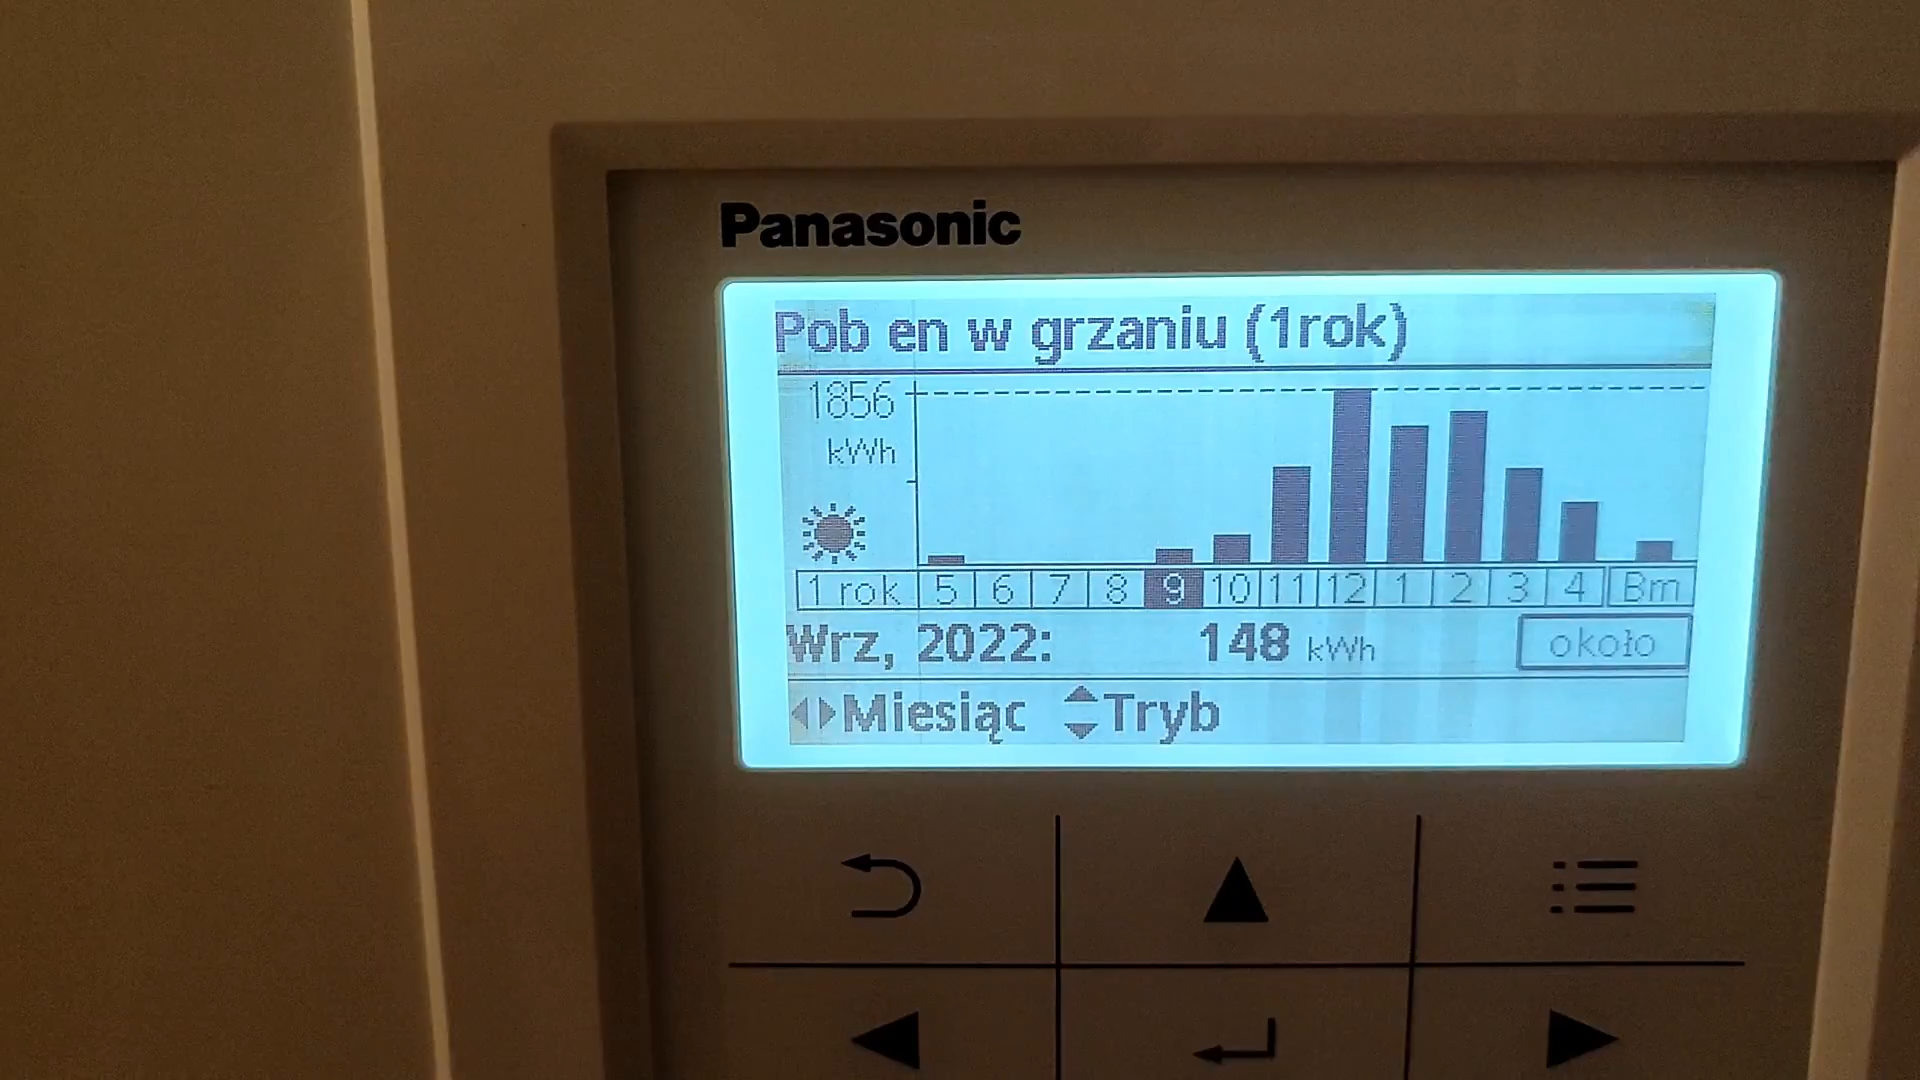 Panasonic
Pob en w grzaniu (1rok)
1856
kWh
1 rok 5 6 7 8 9 10 11 12 1 2 3 4 Bm
Wrz, 2022: 148 kWh około
Miesiąc Tryb